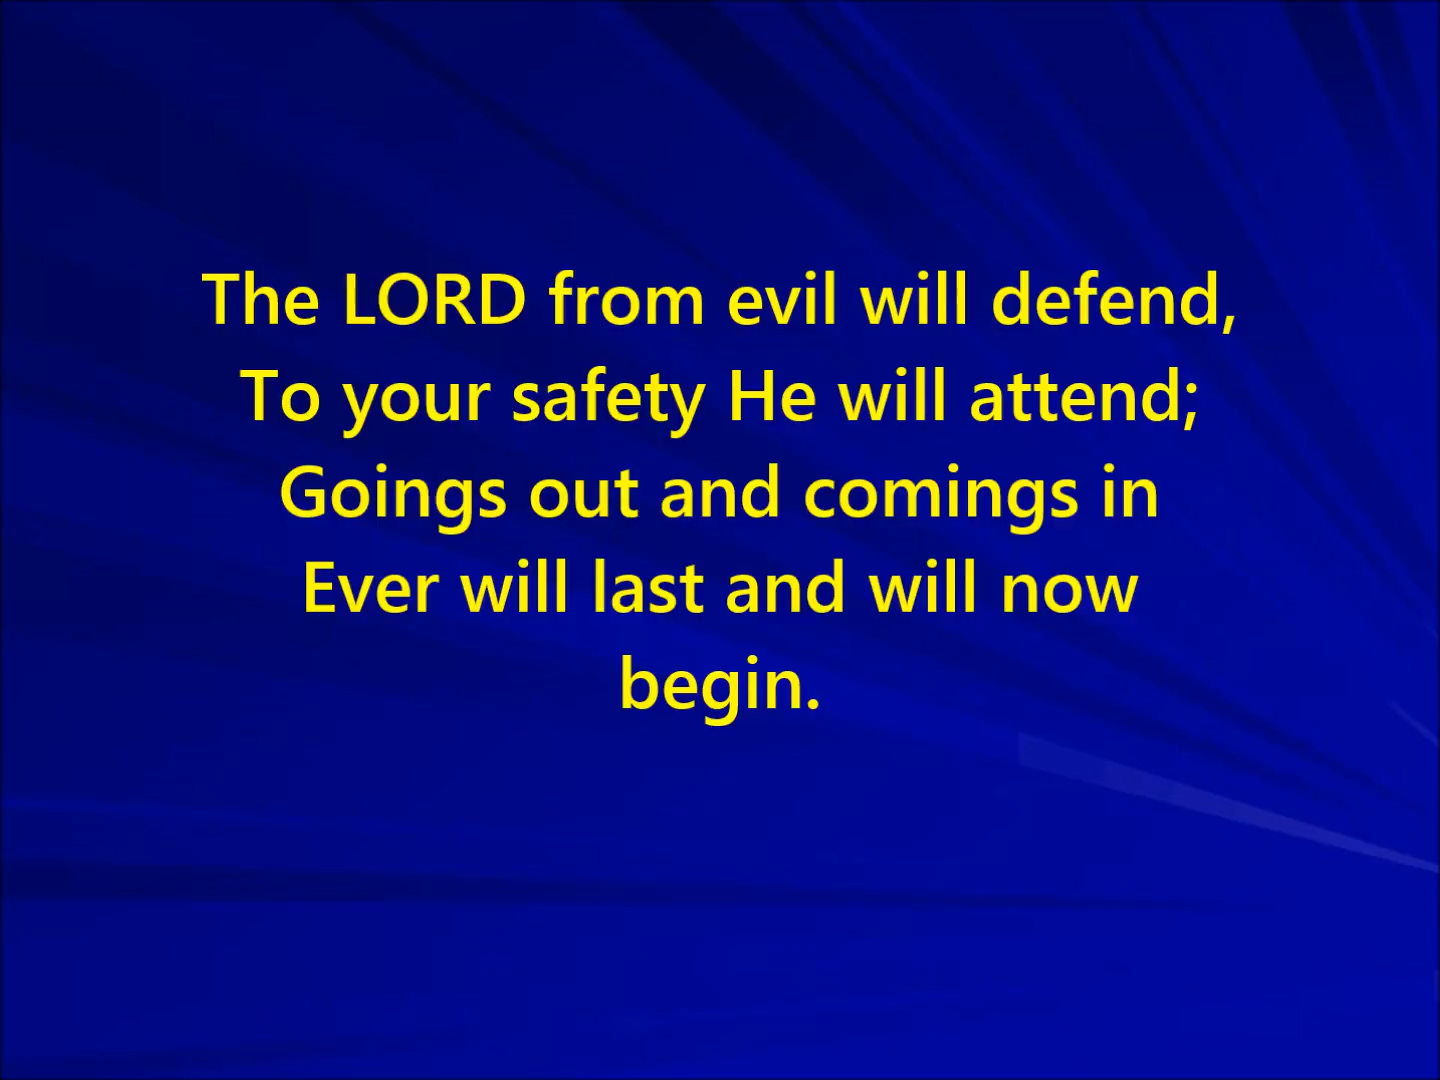 The LORD from evil will defend,
To your safety He will attend;
Goings out and comings in
Ever will last and will now
begin.